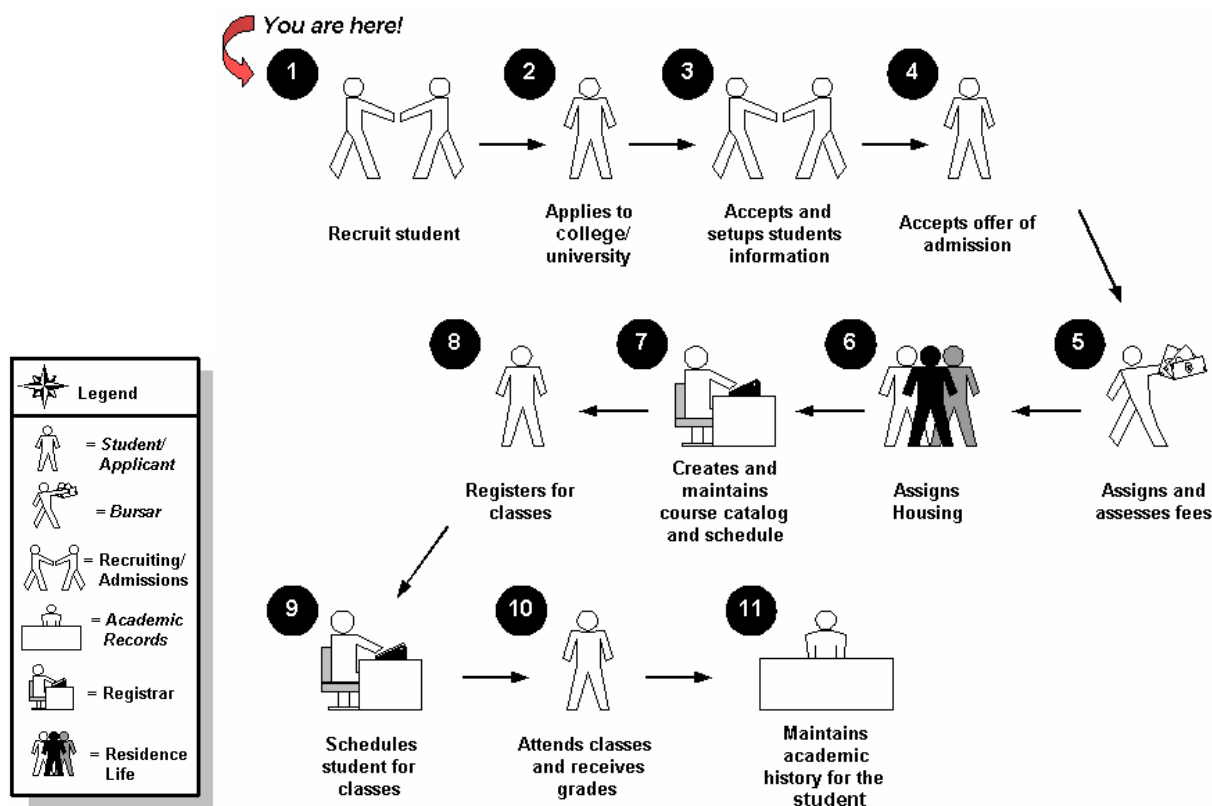 You are here!
1
2
3
4
Recruit student
Applies to
college/
university
Accepts and
setups students
information
Accepts offer of
admission
8
7
6
5
Registers for
classes
Creates and
maintains
course catalog
and schedule
Assigns
Housing
Assigns and
assesses fees
9
10
11
Schedules
student for
classes
Attends classes
and receives
grades
Maintains
academic
history for the
student
Legend
= Student/
Applicant
= Bursar
= Recruiting/
Admissions
= Academic
Records
= Registrar
= Residence
Life